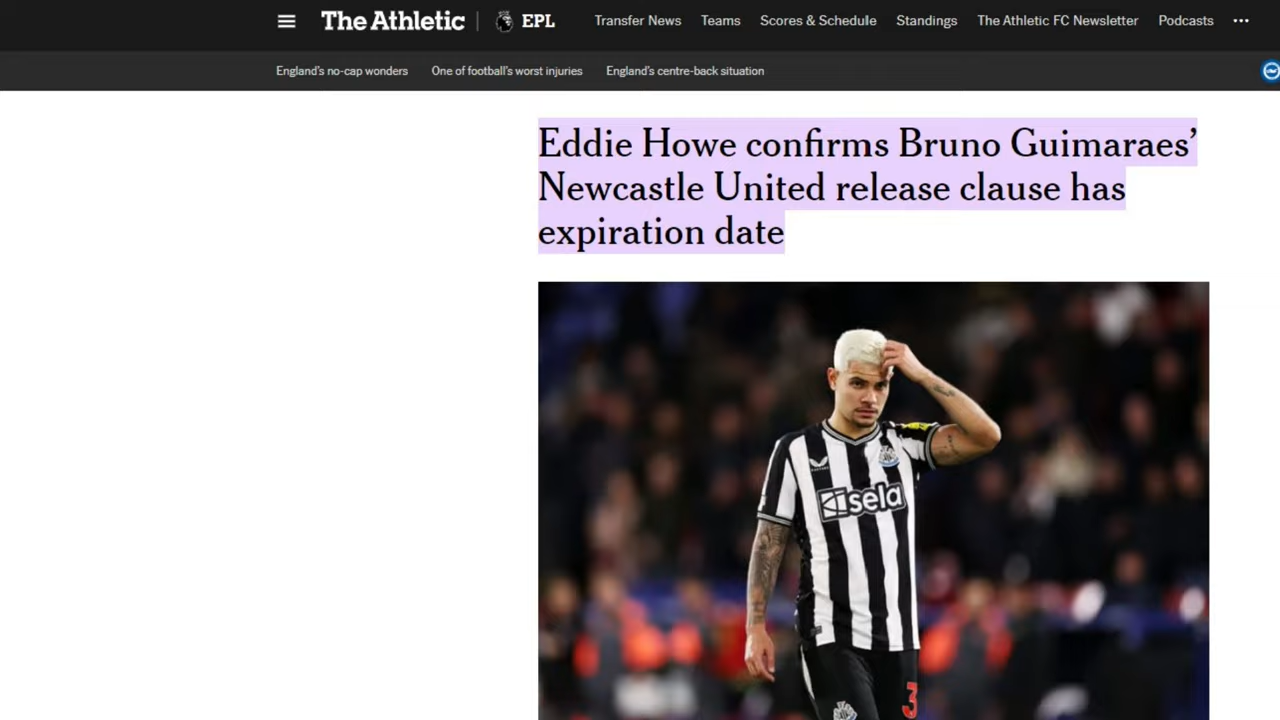 The Athletic EPL Transfer News Teams Scores & Schedule Standings The Athletic FC Newsletter Podcasts •••
England's no-cap wonders One of football's worst injuries England's centre-back situation
Eddie Howe confirms Bruno Guimaraes’
Newcastle United release clause has
expiration date
sela
3